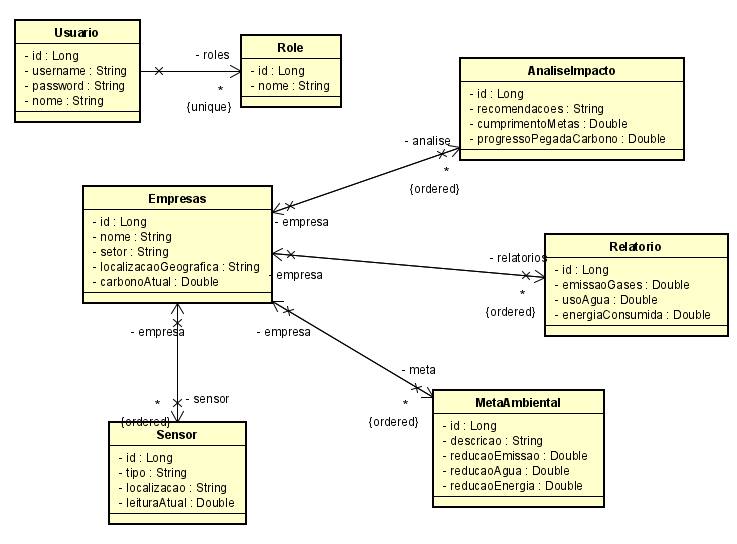 Usuario
- id : Long
- username : String
- password : String
- nome : String
- roles
*
{unique}
Role
- id : Long
- nome : String
AnaliseImpacto
- id : Long
- recomendacoes : String
- cumprimentoMetas : Double
- progressoPegadaCarbono : Double
- analise
*
{ordered}
- empresa
Empresas
- id : Long
- nome : String
- setor : String
- localizacaoGeografica : String
- carbonoAtual : Double
- empresa
- relatorios
*
{ordered}
Relatorio
- id : Long
- emissaoGases : Double
- usoAgua : Double
- energiaConsumida : Double
- empresa
- empresa
- meta
*
{ordered}
MetaAmbiental
- id : Long
- descricao : String
- reducaoEmissao : Double
- reducaoAgua : Double
- reducaoEnergia : Double
*
- sensor
{ordered}
Sensor
- id : Long
- tipo : String
- localizacao : String
- leituraAtual : Double